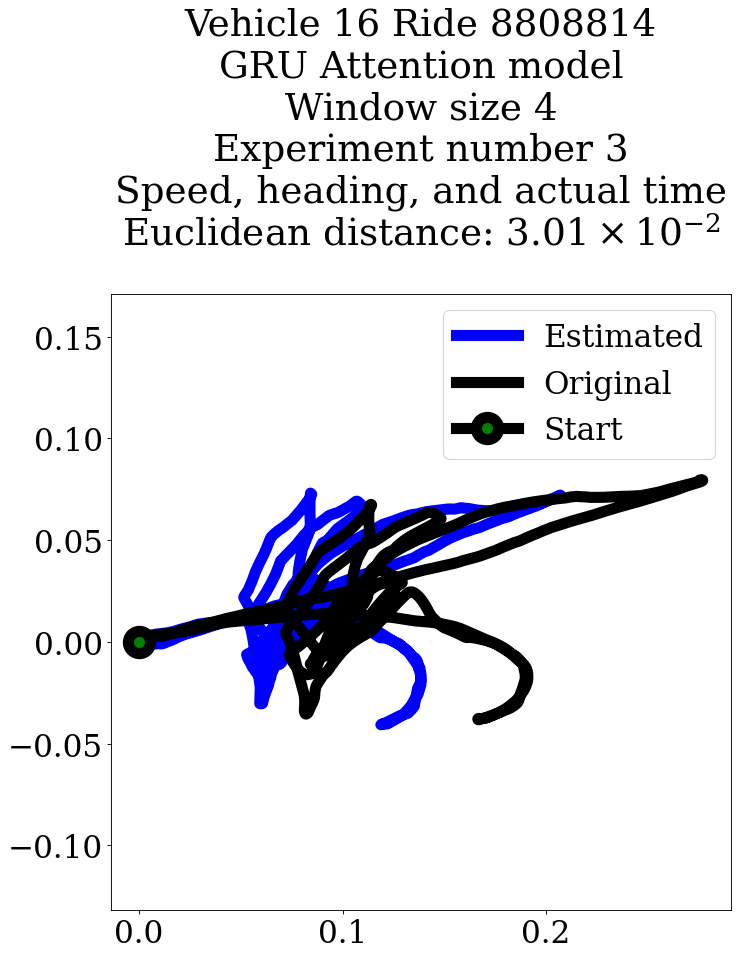 Vehicle 16 Ride 8808814
GRU Attention model
Window size 4
Experiment number 3
Speed, heading, and actual time
Euclidean distance: 3.01 × 10⁻²
Estimated
Original
Start
0.15
0.10
0.05
0.00
−0.05
−0.10
0.0 0.1 0.2